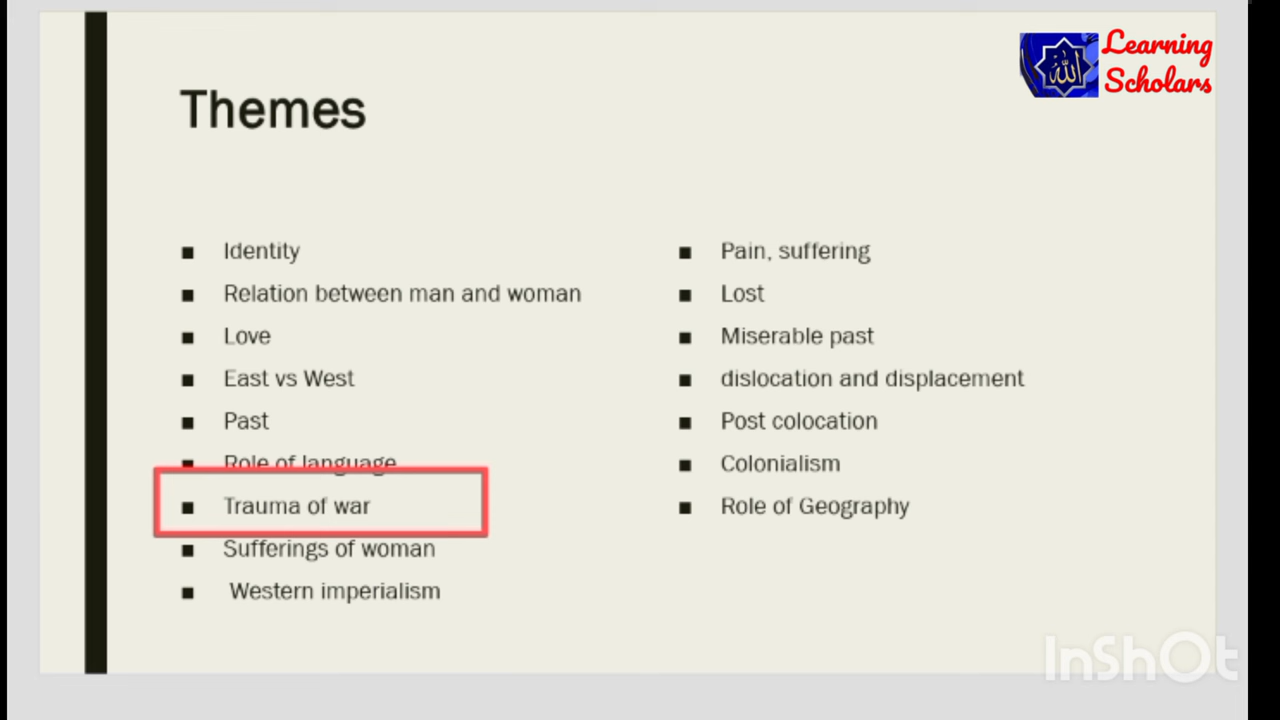 الله
Learning
Scholars
Themes
Identity
Relation between man and woman
Love
East vs West
Past
Role of language
Trauma of war
Sufferings of woman
Western imperialism
Pain, suffering
Lost
Miserable past
dislocation and displacement
Post colocation
Colonialism
Role of Geography
InShOt